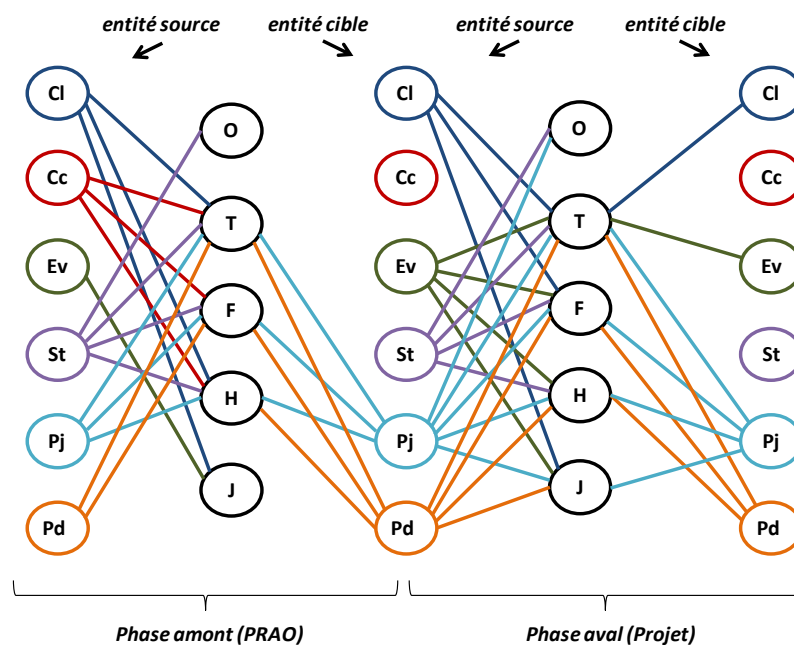 entité source entité cible entité source entité cible
Cl Cl Cl
O O
Cc Cc Cc
T T
Ev Ev Ev
F F
St St St
H H
Pj Pj Pj
J J
Pd Pd Pd
Phase amont (PRAO) Phase aval (Projet)